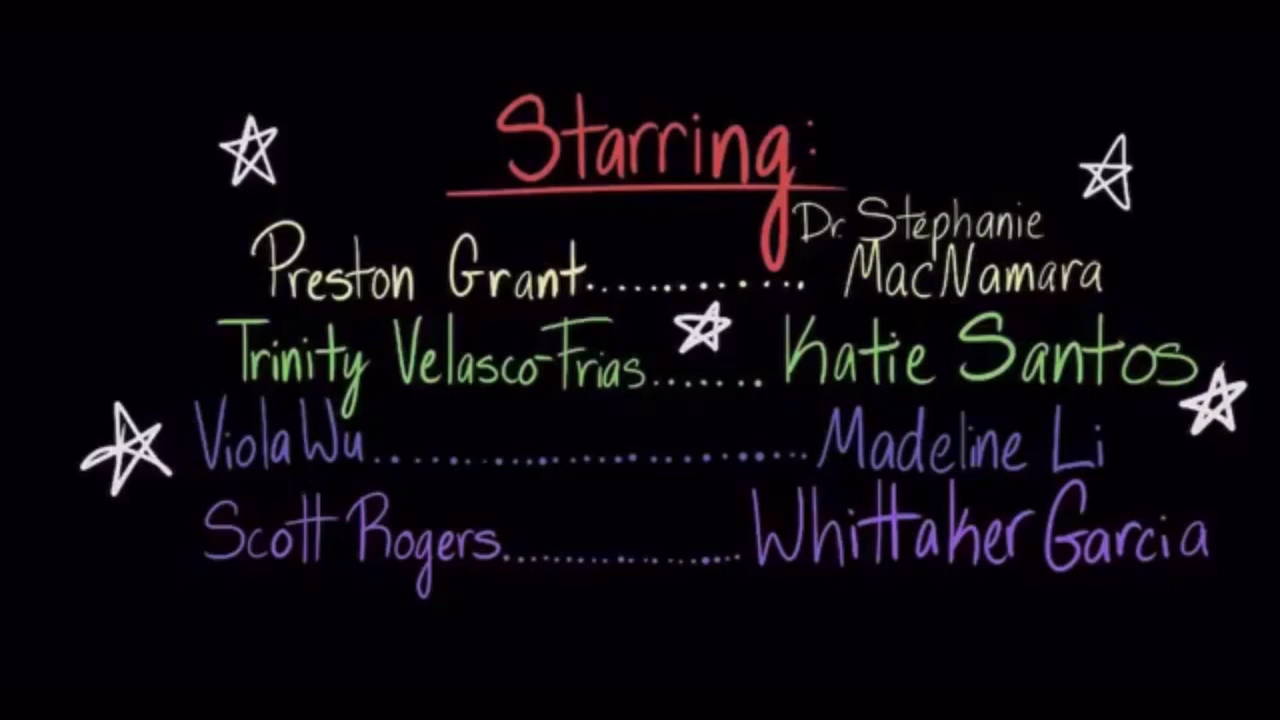 Starring:
Preston Grant............ Dr. Stephanie MacNamara
Trinity Velasco-Frias....... Katie Santos
Viola Wu........................ Madeline Li
Scott Rogers.................... Whittaker Garcia